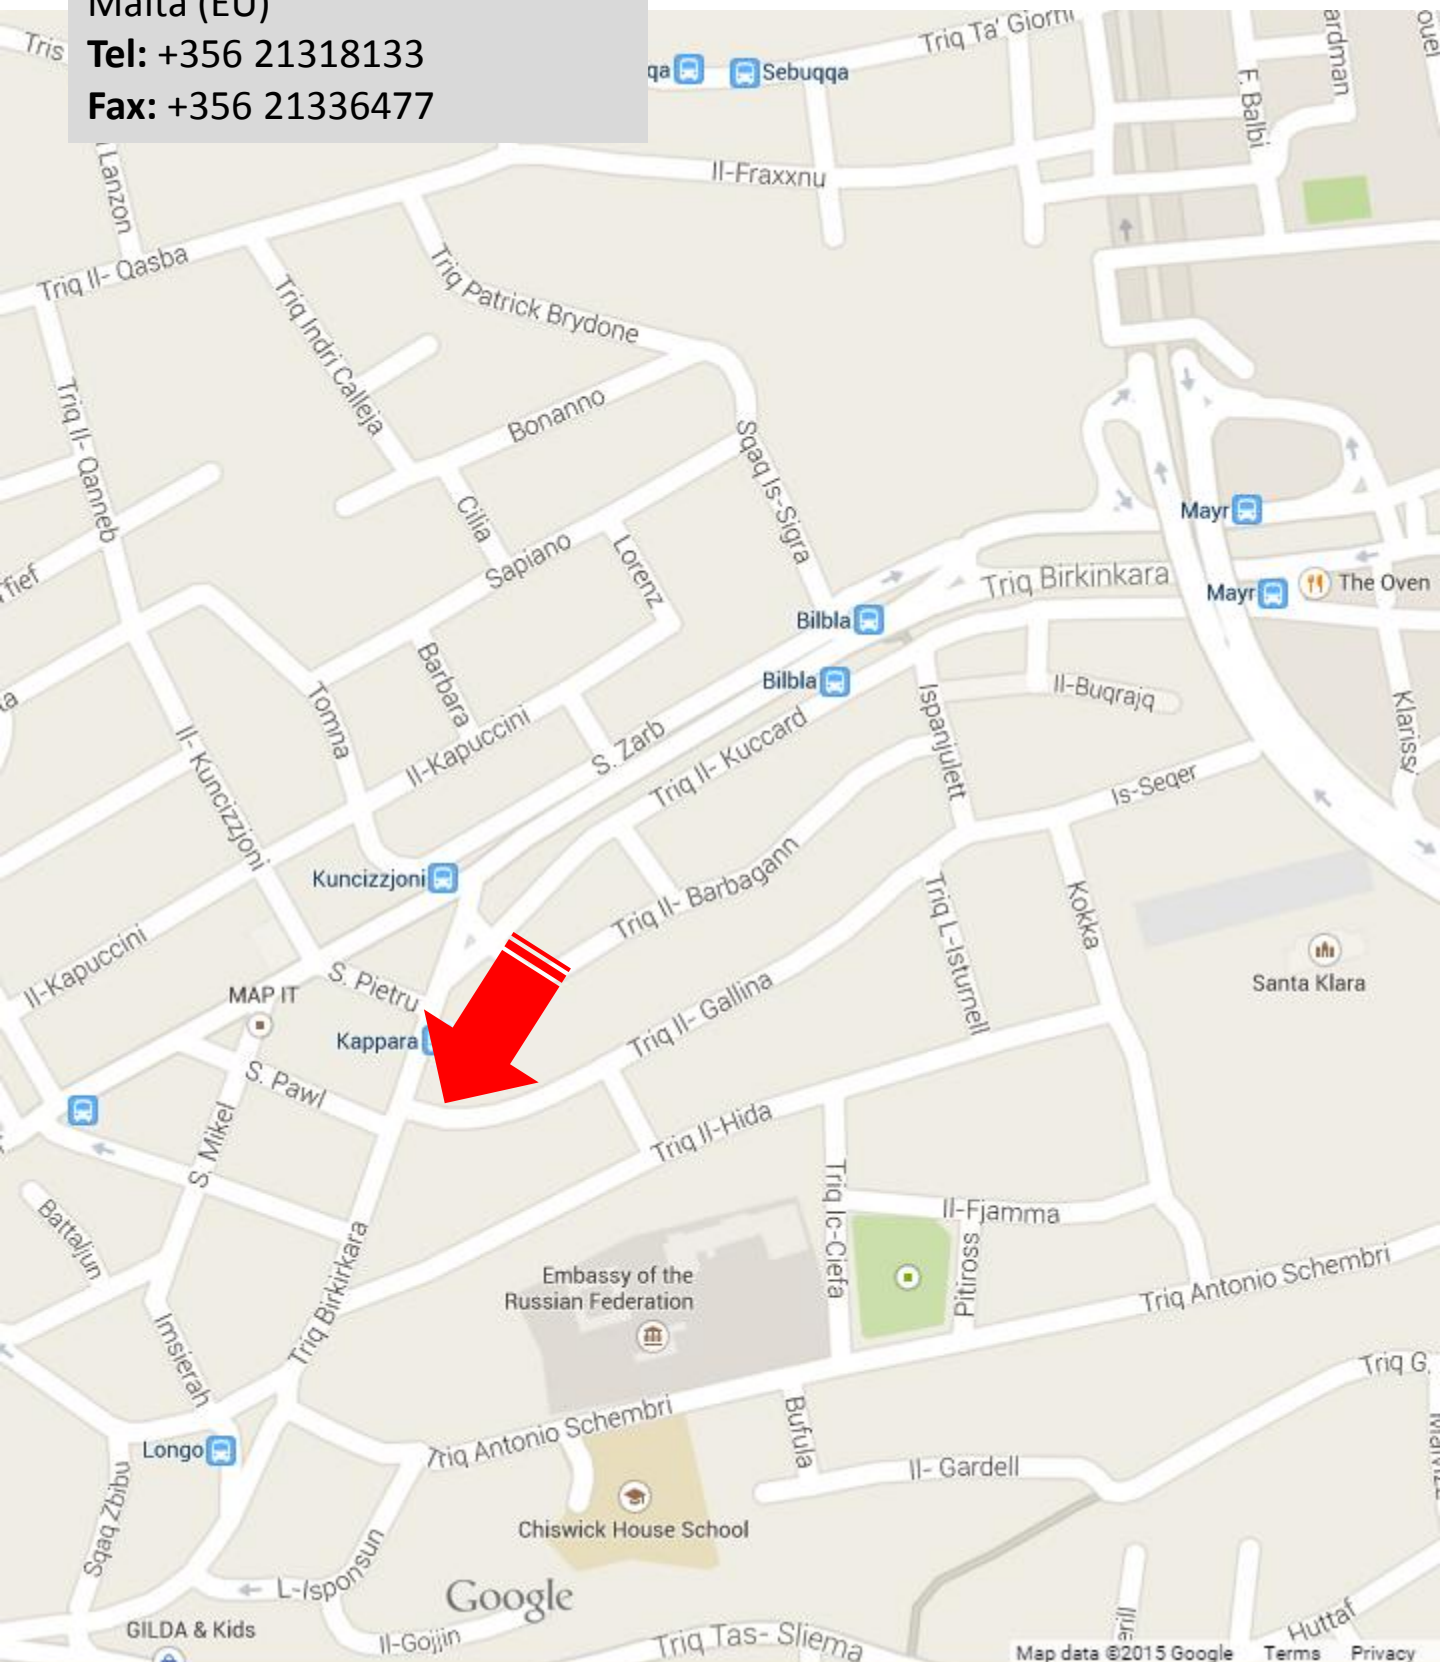 Malta (EU)
Tel: +356 21318133
Fax: +356 21336477
Tris
Lanzon
qa
Sebuqqa
Triq Ta' Giorni
F. Balbi
ardman
ouel
Il-Fraxxnu
Triq Il- Qasba
Triq Patrick Brydone
Triq Indri Calleja
Triq Il- Qanneb
Bonanno
Sqaq Is-Sigra
Cilia
Sapiano
Lorenz
Mayr
Triq Birkinkara
Mayr
The Oven
Bilbla
Bilbla
Barbara
Tomna
Il-Kapuccini
S. Zarb
Triq Il- Kuccard
Ispanjulett
Il-Buqrajq
Klarissi
Is-Seqer
Il- Kuncizzjoni
Kuncizzjoni
Triq Il- Barbagann
Triq L-Isturnell
Kokka
Il-Kapuccini
S. Pietru
MAP IT
Santa Klara
Kappara
Triq Il- Gallina
S. Pawl
S. Mikel
Triq Il-Hida
Triq Ic-Ciefa
Il-Fjamma
Pitiross
Battaljun
Triq Birkirkara
Embassy of the
Russian Federation
Triq Antonio Schembri
Imsierah
Triq G.
Triq Antonio Schembri
Bufula
Longo
Il- Gardell
Sqaq Zbibu
Chiswick House School
L-Isponsun
Google
GILDA & Kids
Il-Gojjin
Triq Tas- Sliema
erill
Huttaf
Map data ©2015 Google
Terms
Privacy